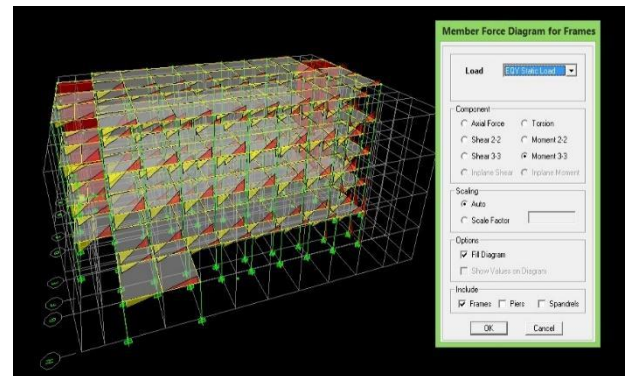 Member Force Diagram for Frames
Load EQY Static Load
Component
Axial Force Torsion
Shear 2-2 Moment 2-2
Shear 3-3 Moment 3-3
Inplane Shear Inplane Moment
Scaling
Auto
Scale Factor
Options
Fill Diagram
Show Values on Diagram
Include
Frames Piers Spandrels
OK Cancel